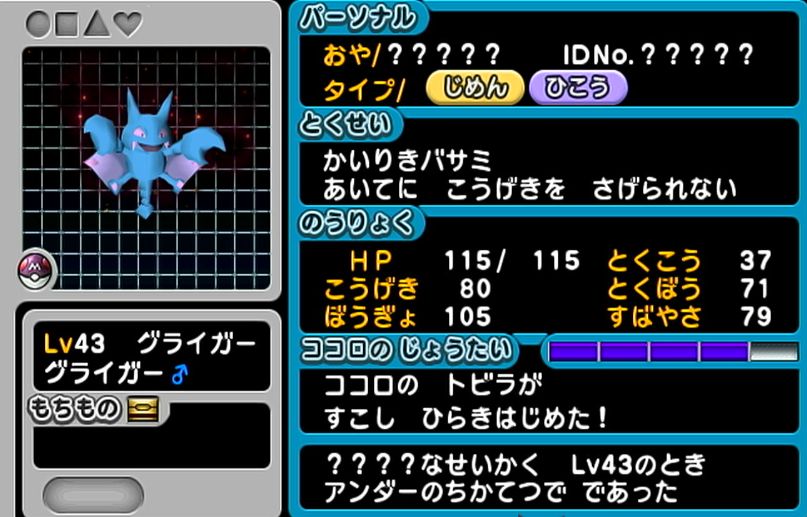 Lv43 グライガー
グライガー♂
もちもの
パーソナル
おや/????? IDNo.?????
タイプ/ じめん ひこう
とくせい
かいりきバサミ
あいてに こうげきを さげられない
のうりょく
HP 115/ 115 とくこう 37
こうげき 80 とくぼう 71
ぼうぎょ 105 すばやさ 79
ココロの じょうたい
ココロの トビラが
すこし ひらきはじめた!
????なせいかく Lv43のとき
アンダーのちかてつで であった